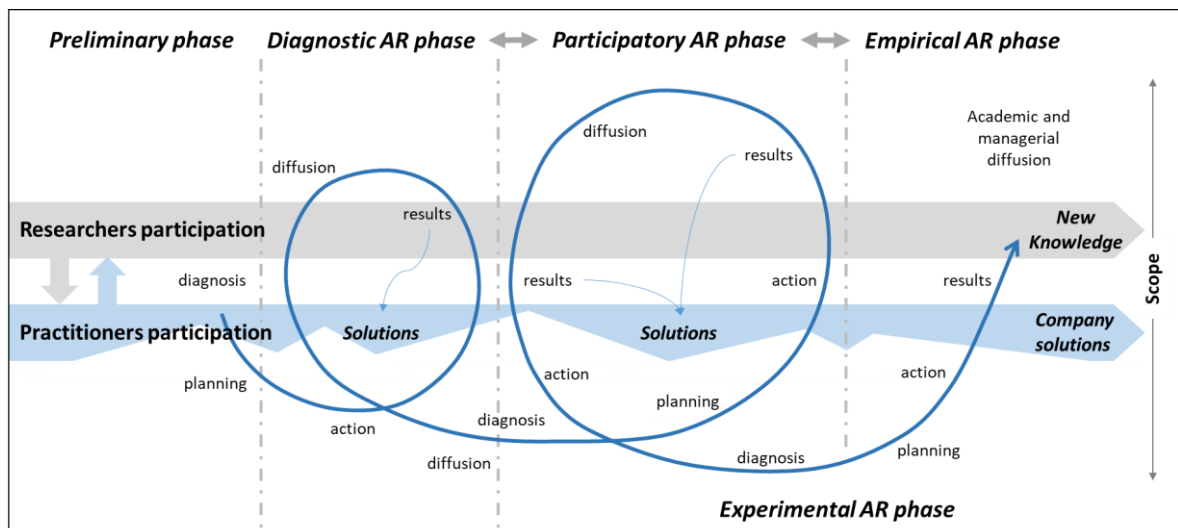 Preliminary phase
Diagnostic AR phase
Participatory AR phase
Empirical AR phase
Academic and
managerial
diffusion
diffusion
diffusion
results
results
Researchers participation
New
Knowledge
Scope
diagnosis
results
action
results
Practitioners participation
Solutions
Solutions
Company
solutions
planning
action
planning
action
action
diagnosis
diffusion
diagnosis
planning
Experimental AR phase